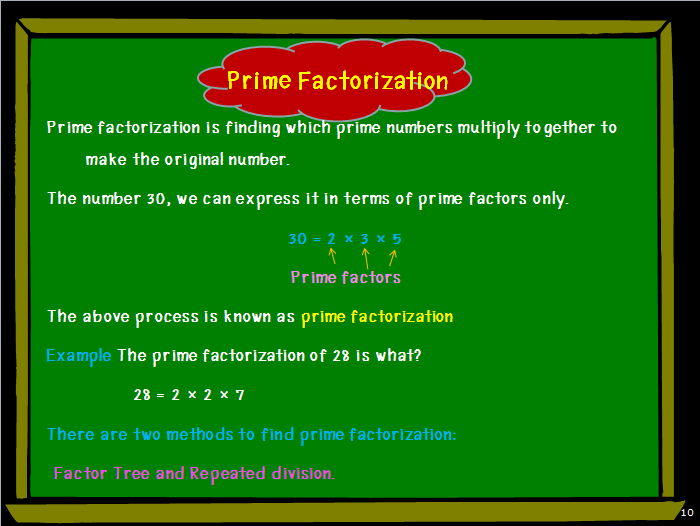 Prime Factorization
Prime factorization is finding which prime numbers multiply together to
make the original number.
The number 30, we can express it in terms of prime factors only.
30 = 2 × 3 × 5
Prime factors
The above process is known as prime factorization
Example The prime factorization of 28 is what?
28 = 2 × 2 × 7
There are two methods to find prime factorization:
Factor Tree and Repeated division.
10